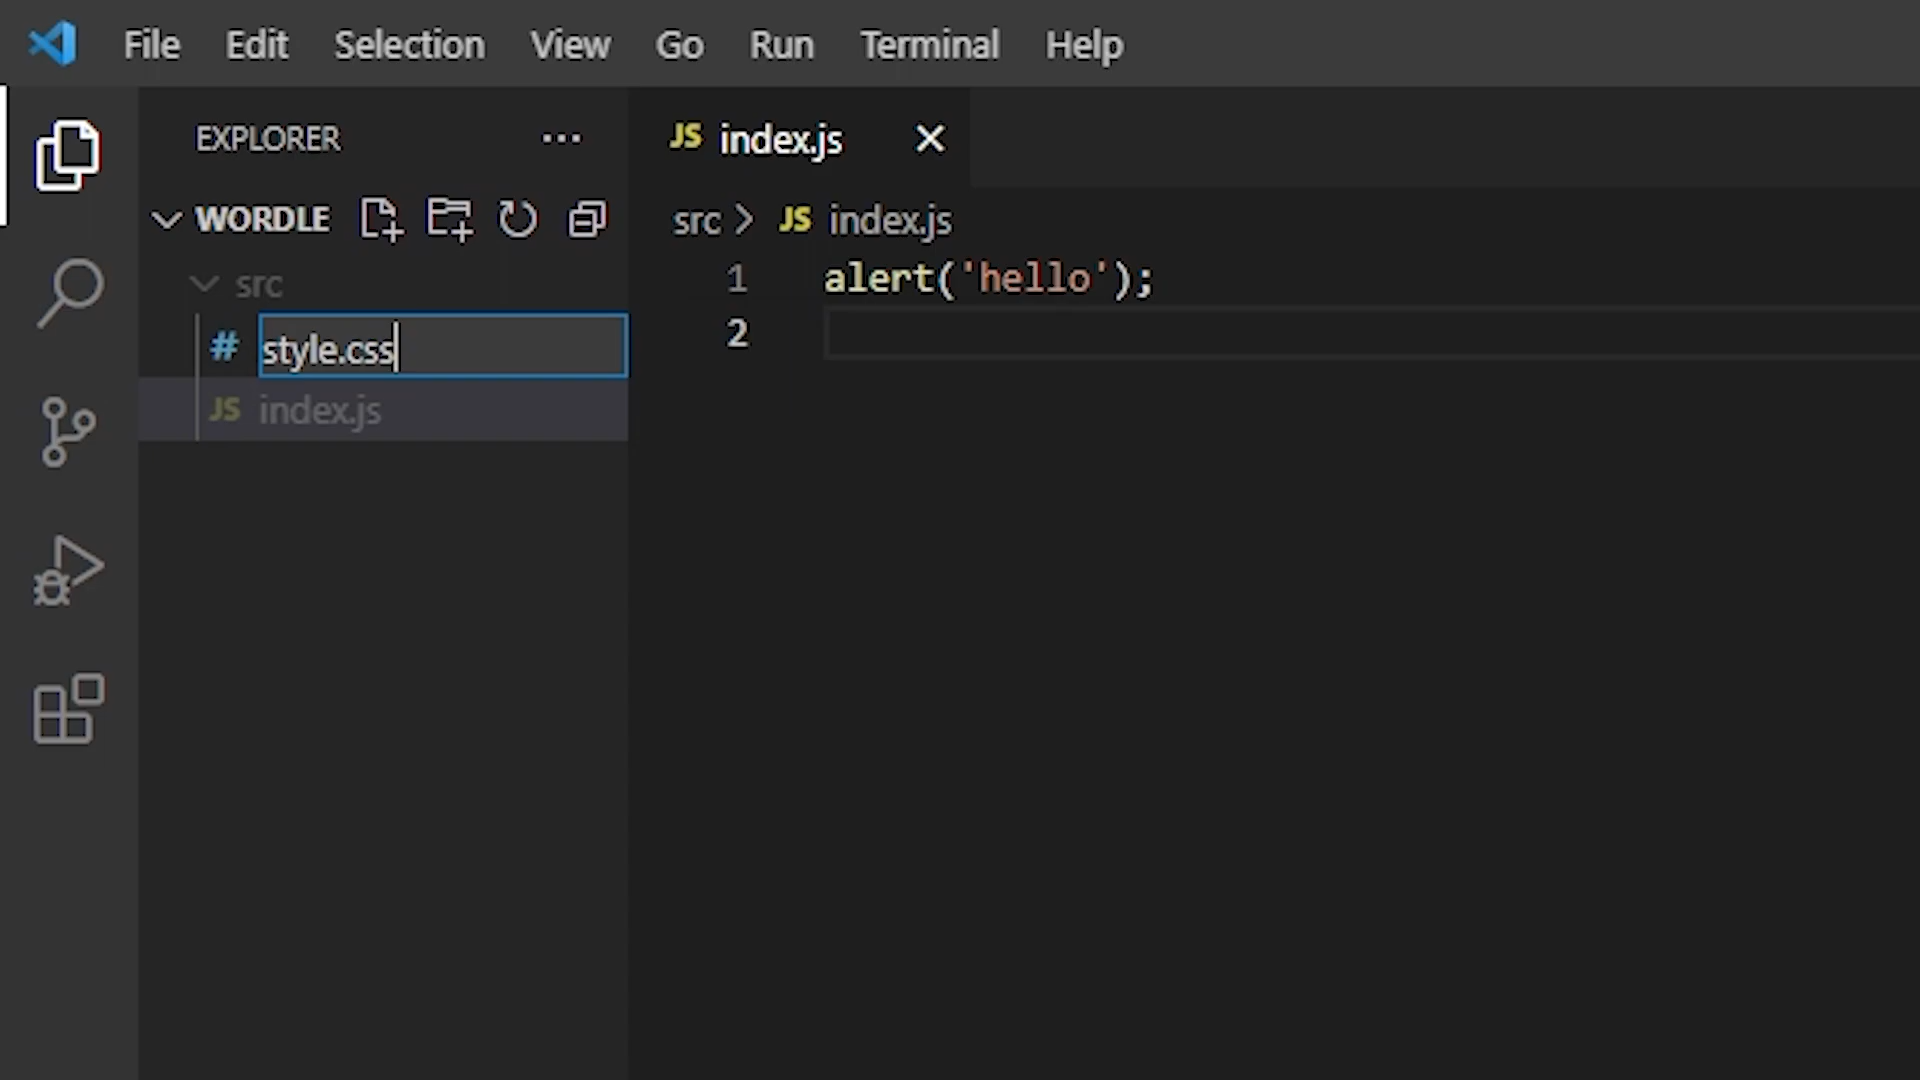 File Edit Selection View Go Run Terminal Help
EXPLORER
WORDLE
src
# style.css
JS index.js
JS index.js
src > JS index.js
1 alert('hello');
2